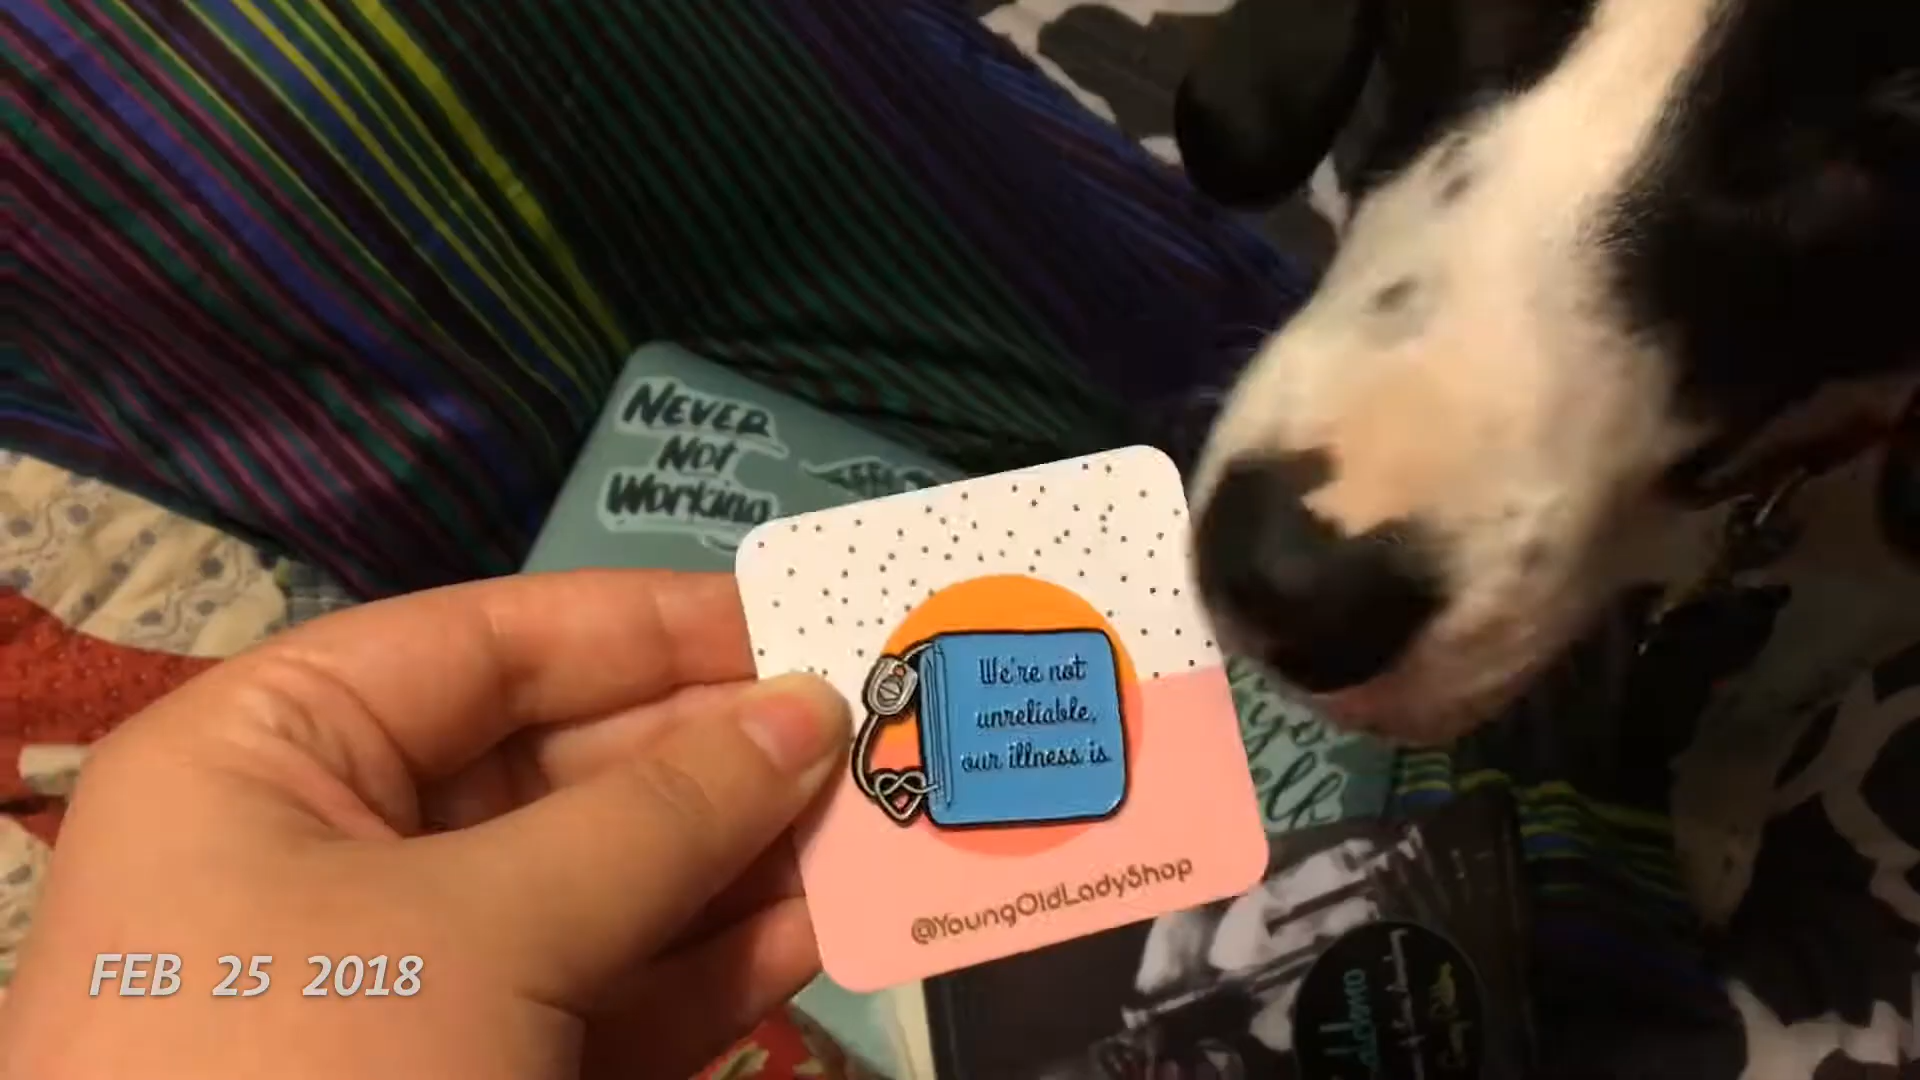 NEVER
NOT
WORKING
We're not
unreliable,
our illness is.
@YoungOldLadyShop
FEB 25 2018